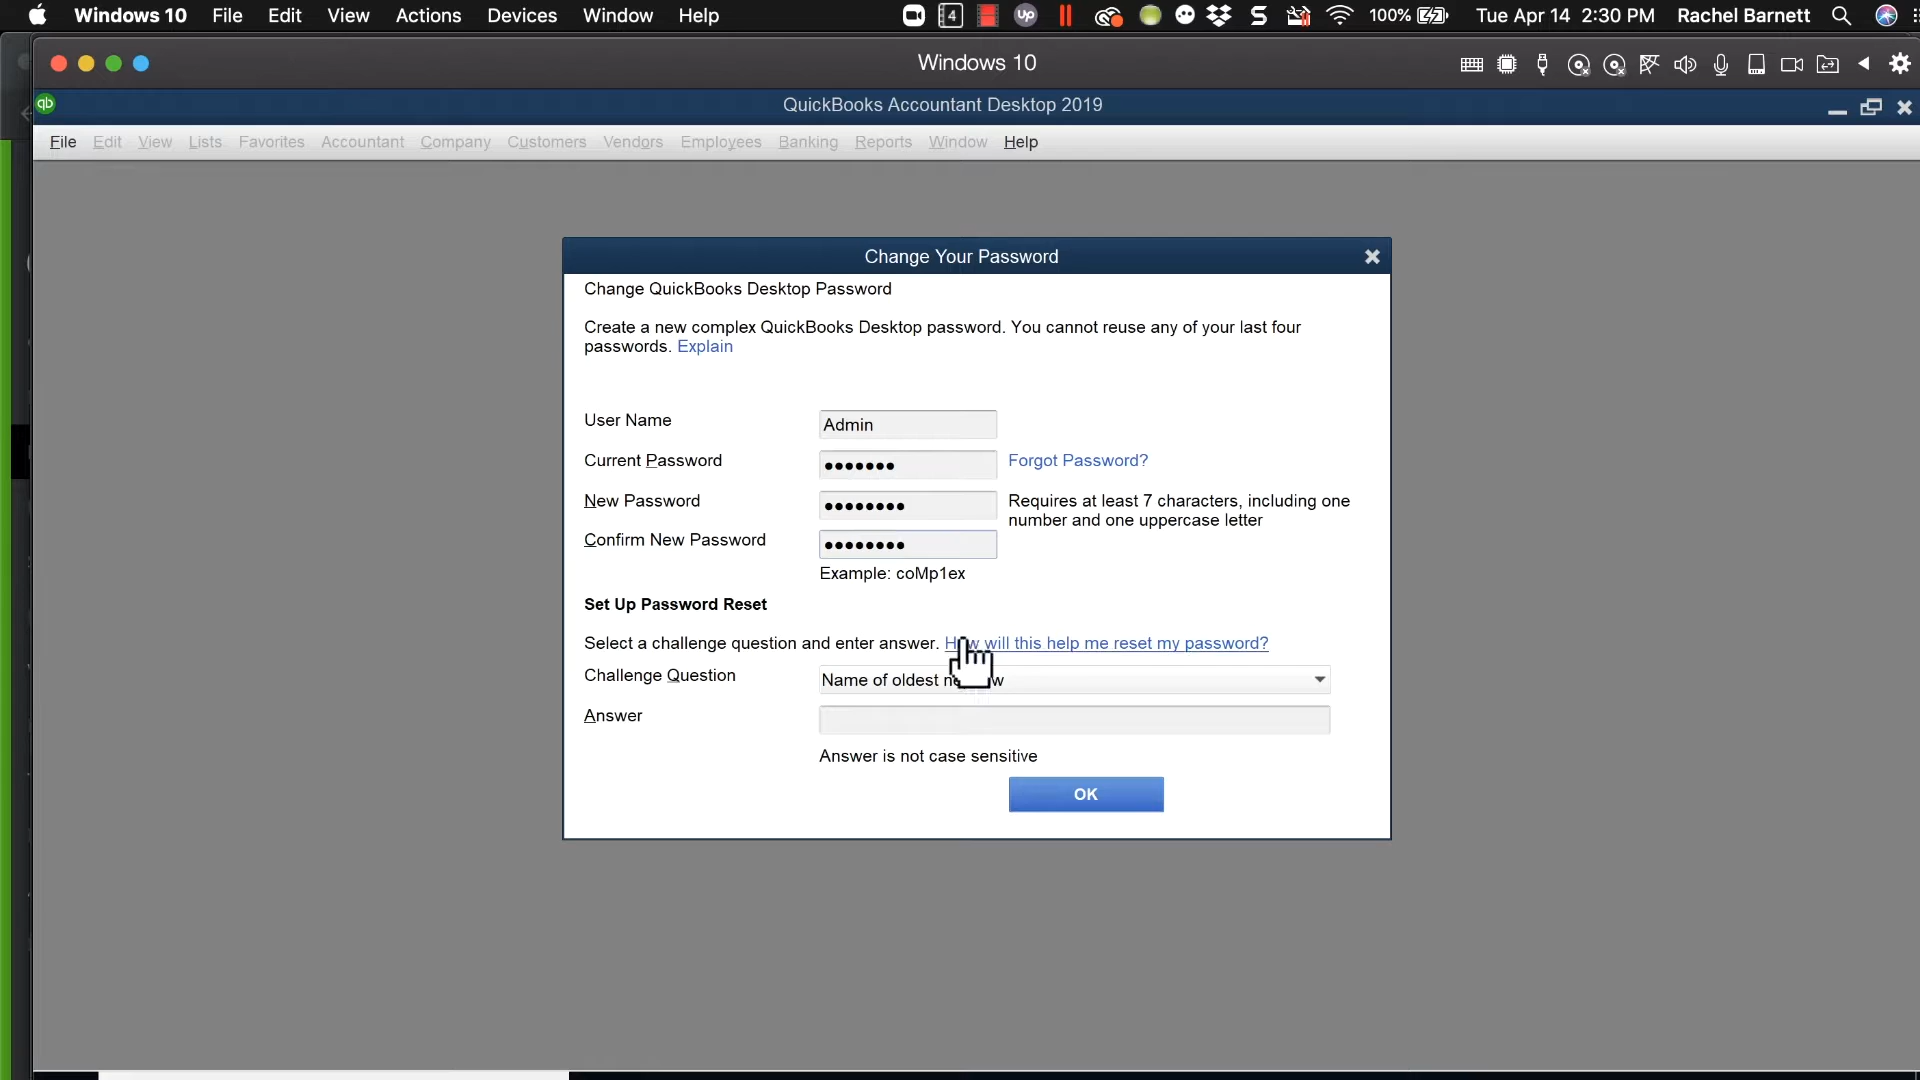 Windows 10 File Edit View Actions Devices Window Help 4 UP S 100% Tue Apr 14 2:30 PM Rachel Barnett
Windows 10
qb QuickBooks Accountant Desktop 2019
File Edit View Lists Favorites Accountant Company Customers Vendors Employees Banking Reports Window Help
Change Your Password
Change QuickBooks Desktop Password
Create a new complex QuickBooks Desktop password. You cannot reuse any of your last four
passwords. Explain
User Name Admin
Current Password ●●●●●●● Forgot Password?
New Password ●●●●●●●● Requires at least 7 characters, including one
number and one uppercase letter
Confirm New Password ●●●●●●●●
Example: coMp1ex
Set Up Password Reset
Select a challenge question and enter answer. How will this help me reset my password?
Challenge Question Name of oldest
Answer
Answer is not case sensitive
OK